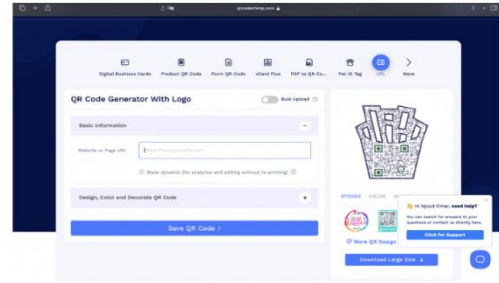 qrcodechimp.com
Digital Business Cards
Product QR Code
Form QR Code
vCard Plus
PDF to QR Co...
Pet ID Tag
URL
More
QR Code Generator With Logo
Bulk Upload
Basic Information
Website or Page URL
Make dynamic (for analytics and editing without re-printing)
Design, Color and Decorate QR Code
Save QR Code >
STICKER
COLOR
Hi Njoud Omar, need help?
You can search for answers to your
questions or contact us directly here.
Click for Support
More QR Design
Download Large Size